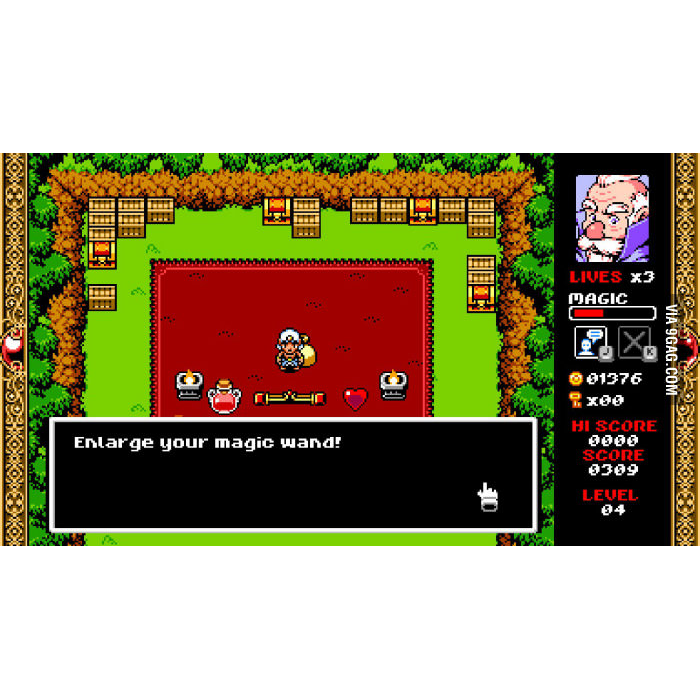 LIVES x3
MAGIC
J
K
01376
x00
HI SCORE
0000
SCORE
0309
LEVEL
04
Enlarge your magic wand!
VIA 9GAG.COM